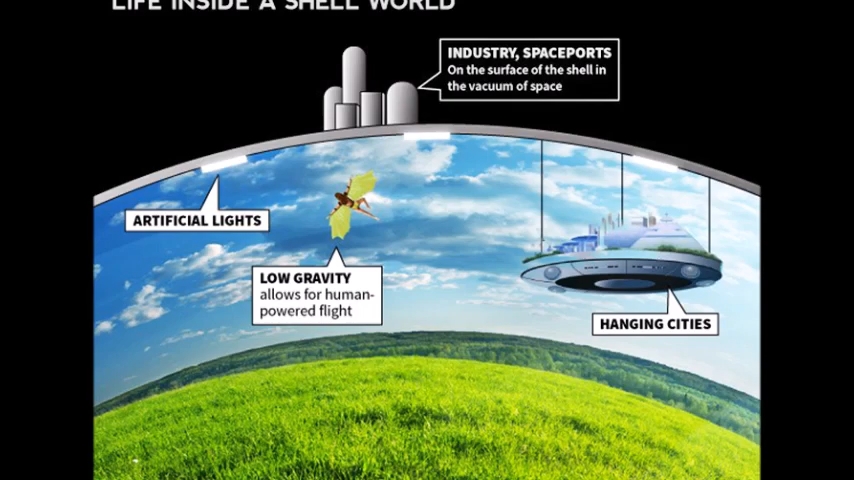 LIFE INSIDE A SHELL WORLD
INDUSTRY, SPACEPORTS
On the surface of the shell in
the vacuum of space
ARTIFICIAL LIGHTS
LOW GRAVITY
allows for human-
powered flight
HANGING CITIES